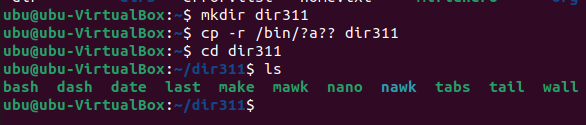 ubu@ubu-VirtualBox:~$ mkdir dir311
ubu@ubu-VirtualBox:~$ cp -r /bin/?a?? dir311
ubu@ubu-VirtualBox:~$ cd dir311
ubu@ubu-VirtualBox:~/dir311$ ls
bash dash date last make mawk nano nawk tabs tail wall
ubu@ubu-VirtualBox:~/dir311$